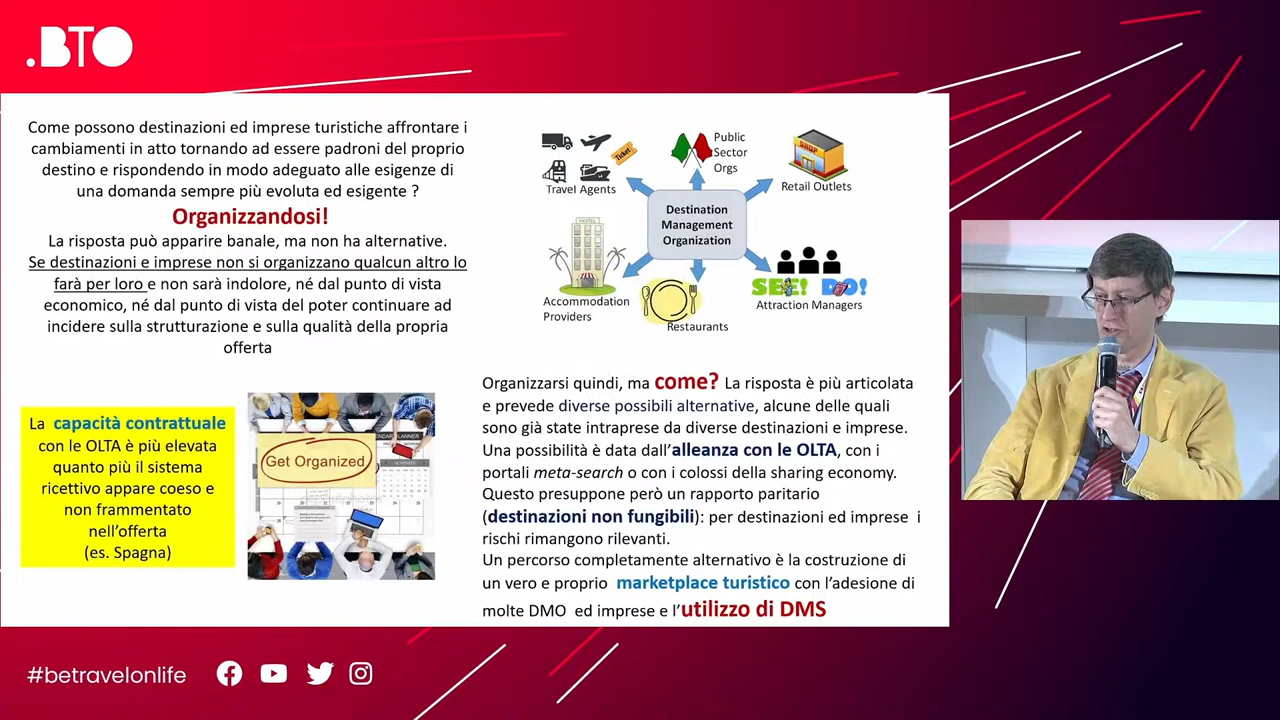 .BTO
Come possono destinazioni ed imprese turistiche affrontare i
cambiamenti in atto tornando ad essere padroni del proprio
destino e rispondendo in modo adeguato alle esigenze di
una domanda sempre più evoluta ed esigente ?
Organizzandosi!
La risposta può apparire banale, ma non ha alternative.
Se destinazioni e imprese non si organizzano qualcun altro lo
farà per loro e non sarà indolore, né dal punto di vista
economico, né dal punto di vista del poter continuare ad
incidere sulla strutturazione e sulla qualità della propria
offerta
La capacità contrattuale
con le OLTA è più elevata
quanto più il sistema
ricettivo appare coeso e
non frammentato
nell'offerta
(es. Spagna)
Get Organized
Ticket
Travel Agents
Public
Sector
Orgs
SHOP
Retail Outlets
Destination
Management
Organization
HOTEL
Accommodation
Providers
Restaurants
SEE! DO!
Attraction Managers
Organizzarsi quindi, ma come? La risposta è più articolata
e prevede diverse possibili alternative, alcune delle quali
sono già state intraprese da diverse destinazioni e imprese.
Una possibilità è data dall'alleanza con le OLTA, con i
portali meta-search o con i colossi della sharing economy.
Questo presuppone però un rapporto paritario
(destinazioni non fungibili): per destinazioni ed imprese i
rischi rimangono rilevanti.
Un percorso completamente alternativo è la costruzione di
un vero e proprio marketplace turistico con l'adesione di
molte DMO ed imprese e l'utilizzo di DMS
#betravelonlife